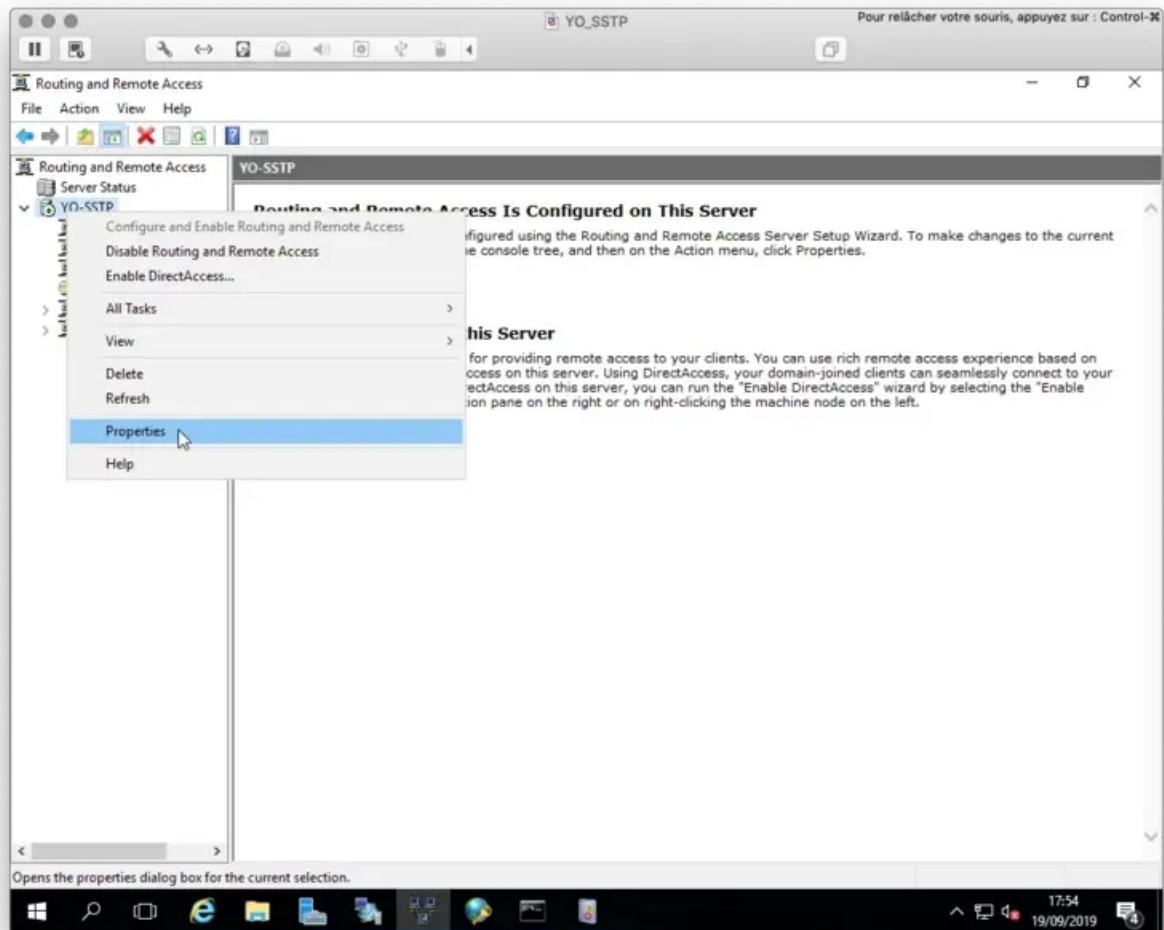 YO_SSTP
Pour relâcher votre souris, appuyez sur : Control-⌘
Routing and Remote Access
File Action View Help
Routing and Remote Access
Server Status
YO-SSTP
YO-SSTP
Routing and Remote Access Is Configured on This Server
figured using the Routing and Remote Access Server Setup Wizard. To make changes to the current
e console tree, and then on the Action menu, click Properties.
Configure and Enable Routing and Remote Access
Disable Routing and Remote Access
Enable DirectAccess...
All Tasks
View
Delete
Refresh
Properties
Help
his Server
for providing remote access to your clients. You can use rich remote access experience based on
ccess on this server. Using DirectAccess, your domain-joined clients can seamlessly connect to your
rectAccess on this server, you can run the "Enable DirectAccess" wizard by selecting the "Enable
ion pane on the right or on right-clicking the machine node on the left.
Opens the properties dialog box for the current selection.
17:54
19/09/2019
4